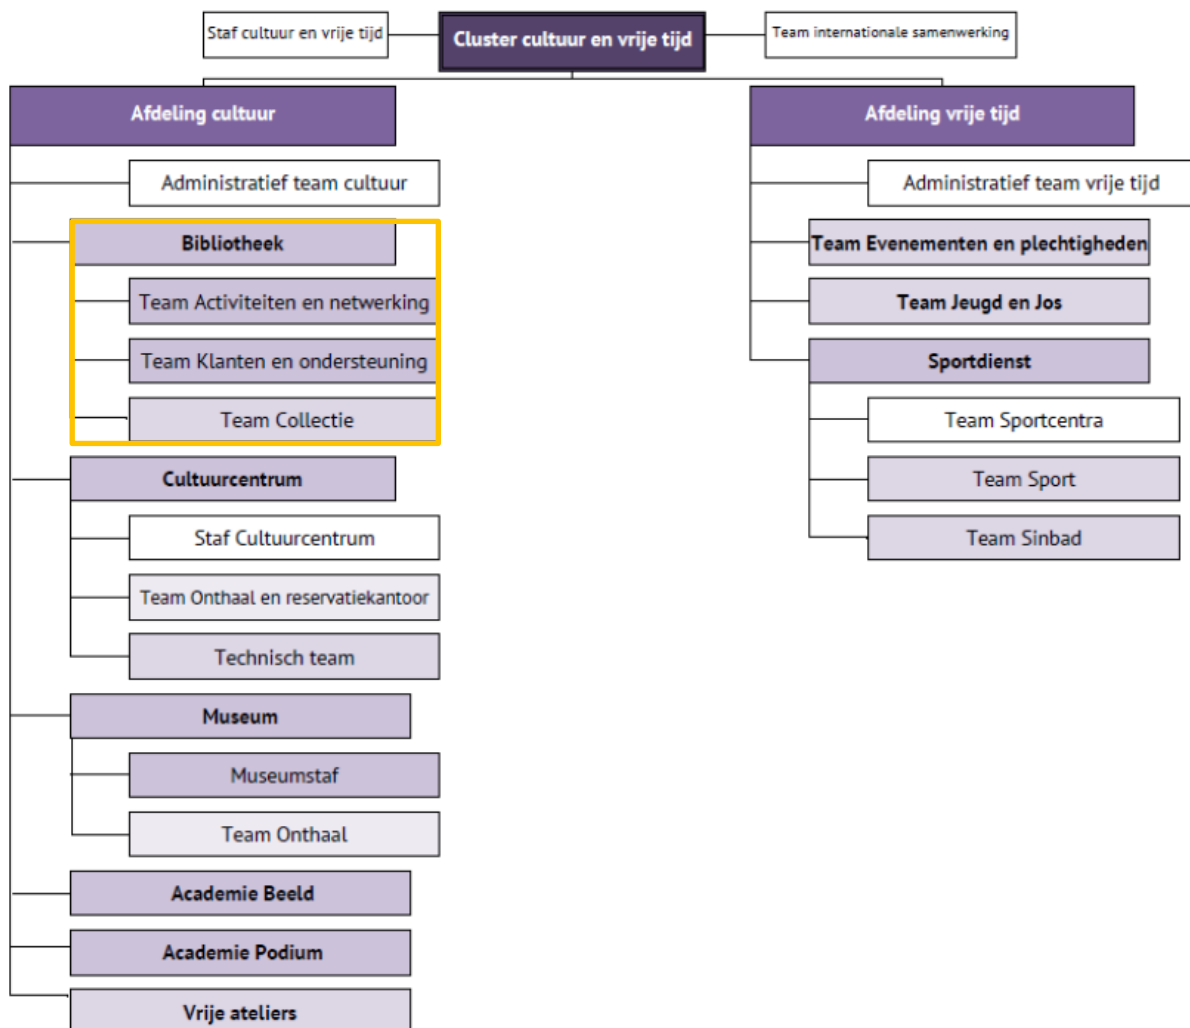 Staf cultuur en vrije tijd
Cluster cultuur en vrije tijd
Team internationale samenwerking
Afdeling cultuur
Administratief team cultuur
Bibliotheek
Team Activiteiten en netwerking
Team Klanten en ondersteuning
Team Collectie
Cultuurcentrum
Staf Cultuurcentrum
Team Onthaal en reservatiekantoor
Technisch team
Museum
Museumstaf
Team Onthaal
Academie Beeld
Academie Podium
Vrije ateliers
Afdeling vrije tijd
Administratief team vrije tijd
Team Evenementen en plechtigheden
Team Jeugd en Jos
Sportdienst
Team Sportcentra
Team Sport
Team Sinbad